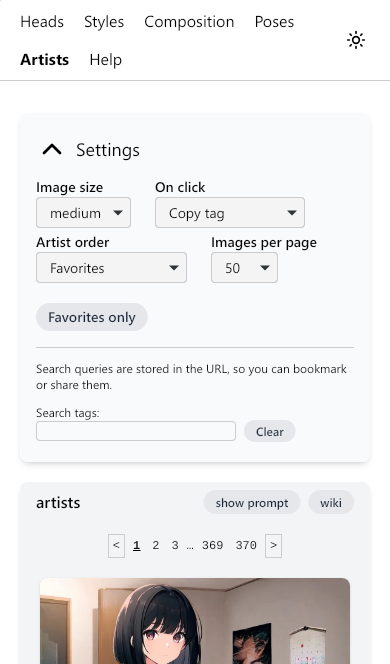 Heads Styles Composition Poses
Artists Help
Settings
Image size On click
medium Copy tag
Artist order Images per page
Favorites 50
Favorites only
Search queries are stored in the URL, so you can bookmark
or share them.
Search tags:
Clear
artists show prompt wiki
< 1 2 3 … 369 370 >